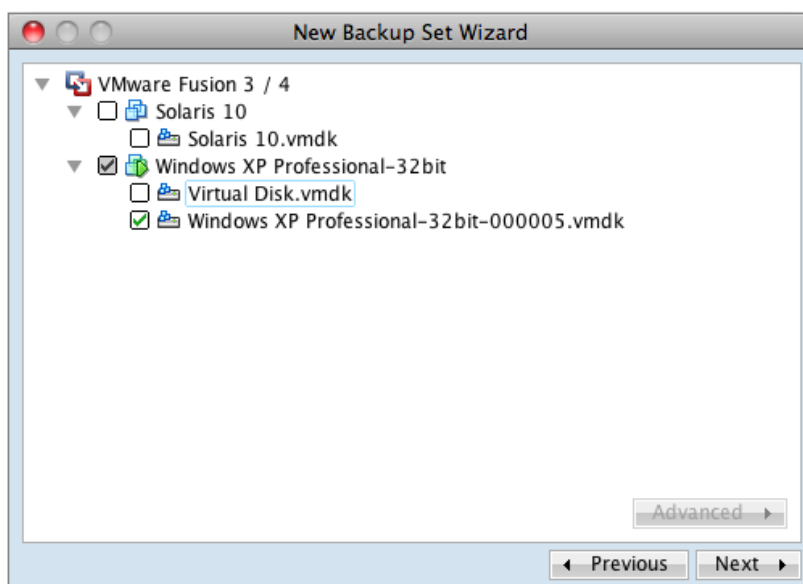 New Backup Set Wizard
VMware Fusion 3 / 4
Solaris 10
Solaris 10.vmdk
Windows XP Professional-32bit
Virtual Disk.vmdk
Windows XP Professional-32bit-000005.vmdk
Advanced
Previous
Next